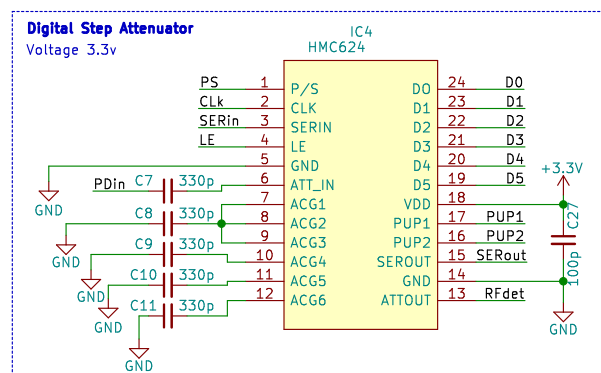 Digital Step Attenuator
Voltage 3.3v
IC4
HMC624
PS 1 P/S DO 24 D0
CLk 2 CLK D1 23 D1
SERin 3 SERIN D2 22 D2
LE 4 LE D3 21 D3
5 GND D4 20 D4
PDin C7 330p 6 ATT_IN D5 19 D5
+3.3V
GND
7 ACG1 VDD 18
C8 330p 8 ACG2 PUP1 17 PUP1
C27
100p
GND
9 ACG3 PUP2 16 PUP2
C9 330p 10 ACG4 SEROUT 15 SERout
GND
C10 330p 11 ACG5 GND 14
GND
C11 330p 12 ACG6 ATTOUT 13 RFdet
GND
GND